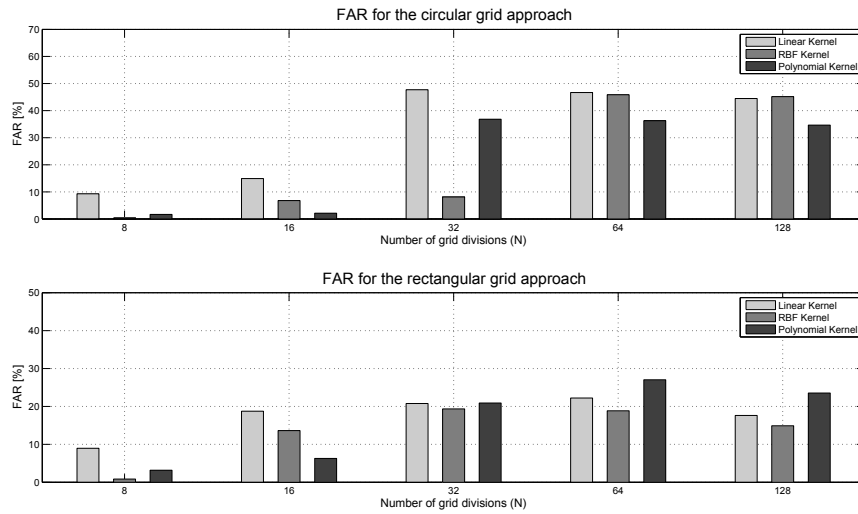 FAR for the circular grid approach
70
60
50
40
30
20
10
0
FAR [%]
Linear Kernel
RBF Kernel
Polynomial Kernel
8 16 32 64 128
Number of grid divisions (N)
FAR for the rectangular grid approach
50
40
30
20
10
0
FAR [%]
Linear Kernel
RBF Kernel
Polynomial Kernel
8 16 32 64 128
Number of grid divisions (N)